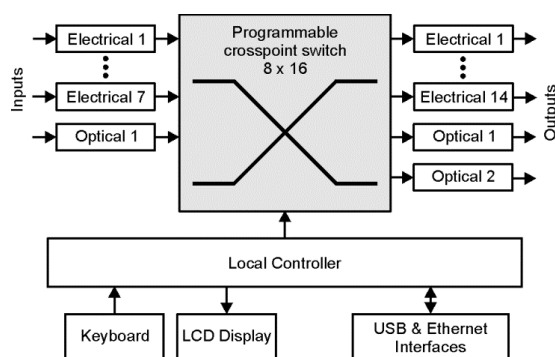 Inputs
Electrical 1
Electrical 7
Optical 1
Programmable
crosspoint switch
8 x 16
Electrical 1
Electrical 14
Optical 1
Optical 2
Outputs
Local Controller
Keyboard
LCD Display
USB & Ethernet
Interfaces